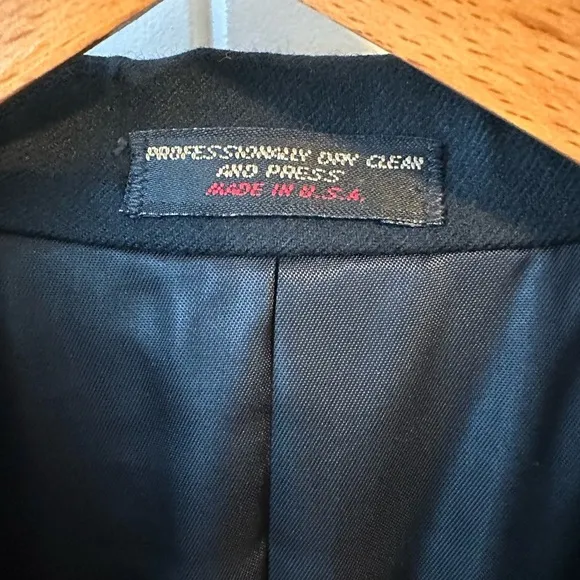 PROFESSIONALLY DRY CLEAN
AND PRESS
MADE IN U.S.A.